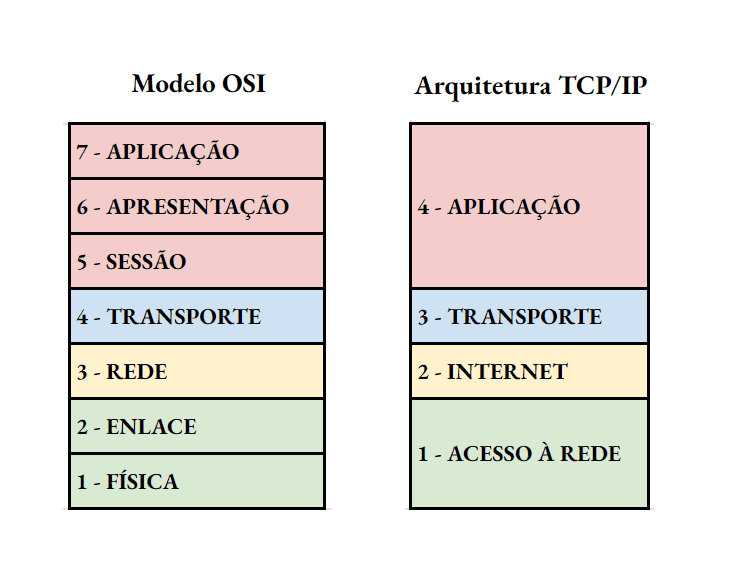 Modelo OSI
7 - APLICAÇÃO
6 - APRESENTAÇÃO
5 - SESSÃO
4 - TRANSPORTE
3 - REDE
2 - ENLACE
1 - FÍSICA
Arquitetura TCP/IP
4 - APLICAÇÃO
3 - TRANSPORTE
2 - INTERNET
1 - ACESSO À REDE